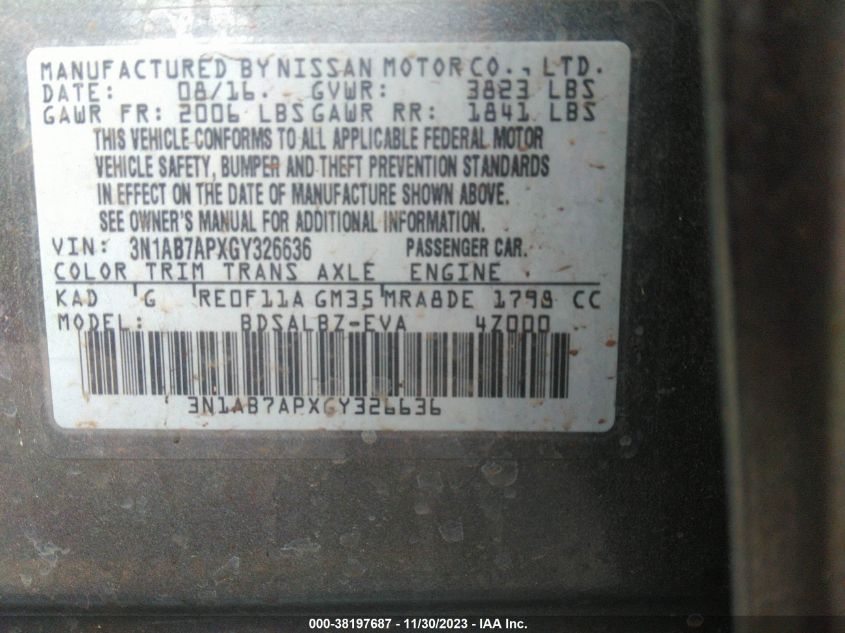 MANUFACTURED BY NISSAN MOTOR CO., LTD.
DATE: 08/16. GVWR: 3823 LBS
GAWR FR: 2006 LBS GAWR RR: 1841 LBS
THIS VEHICLE CONFORMS TO ALL APPLICABLE FEDERAL MOTOR
VEHICLE SAFETY, BUMPER AND THEFT PREVENTION STANDARDS
IN EFFECT ON THE DATE OF MANUFACTURE SHOWN ABOVE.
SEE OWNER'S MANUAL FOR ADDITIONAL INFORMATION.
VIN: 3N1AB7APXGY326636 PASSENGER CAR.
COLOR TRIM TRANS AXLE ENGINE
KAD G RE0F11A GM35 MRA8DE 1798 CC
MODEL: BDSALBZ-EVA 4Z000
3N1AB7APXGY326636
000-38197687 - 11/30/2023 - IAA Inc.